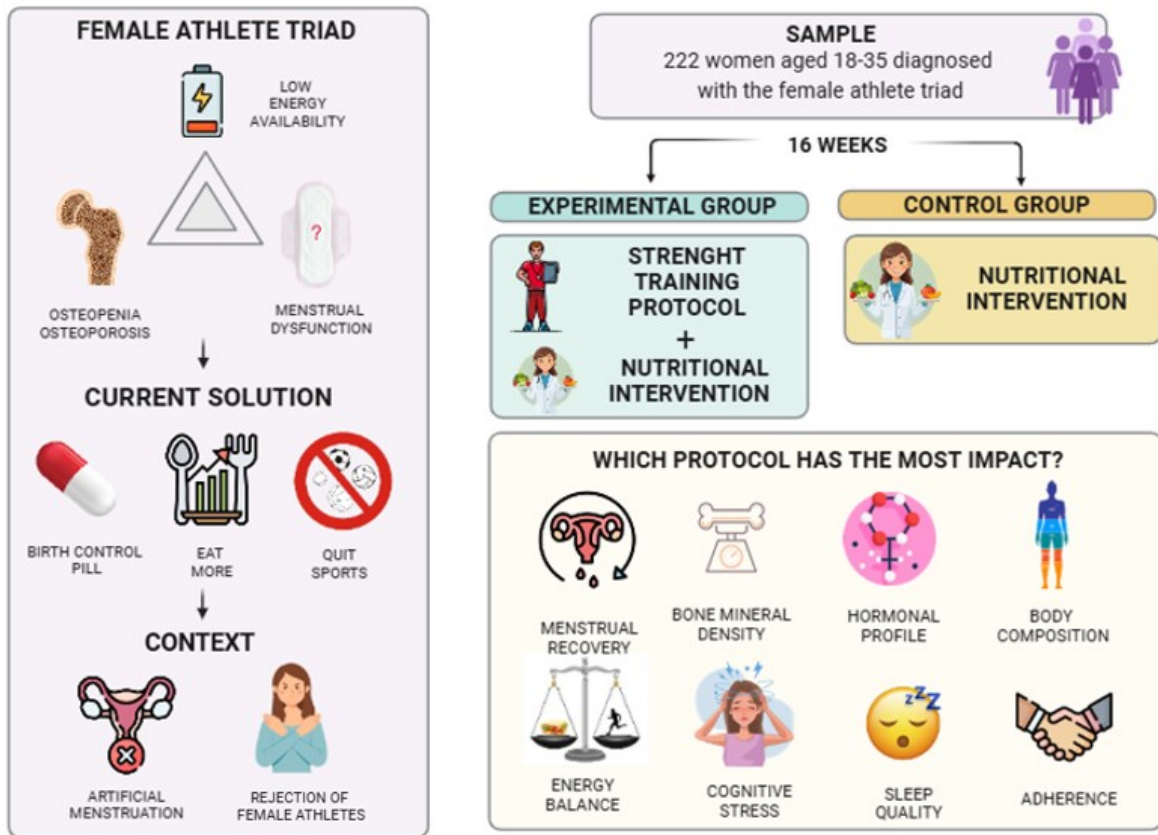 FEMALE ATHLETE TRIAD
LOW
ENERGY
AVAILABILITY
?
OSTEOPENIA
OSTEOPOROSIS
MENSTRUAL
DYSFUNCTION
CURRENT SOLUTION
BIRTH CONTROL
PILL
EAT
MORE
QUIT
SPORTS
CONTEXT
ARTIFICIAL
MENSTRUATION
REJECTION OF
FEMALE ATHLETES
SAMPLE
222 women aged 18-35 diagnosed
with the female athlete triad
16 WEEKS
EXPERIMENTAL GROUP
STRENGHT
TRAINING
PROTOCOL
+
NUTRITIONAL
INTERVENTION
CONTROL GROUP
NUTRITIONAL
INTERVENTION
WHICH PROTOCOL HAS THE MOST IMPACT?
MENSTRUAL
RECOVERY
BONE MINERAL
DENSITY
HORMONAL
PROFILE
BODY
COMPOSITION
ENERGY
BALANCE
COGNITIVE
STRESS
zzZZ
SLEEP
QUALITY
ADHERENCE